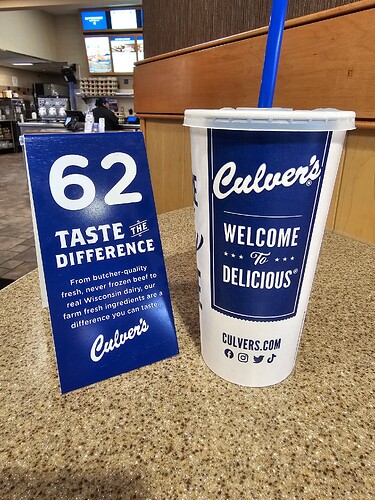 62
TASTE THE
DIFFERENCE
From butcher-quality
fresh, never frozen beef to
real Wisconsin dairy, our
farm fresh ingredients are a
difference you can taste.
Culver's
Culver's®
WELCOME
To
DELICIOUS®
CULVERS.COM